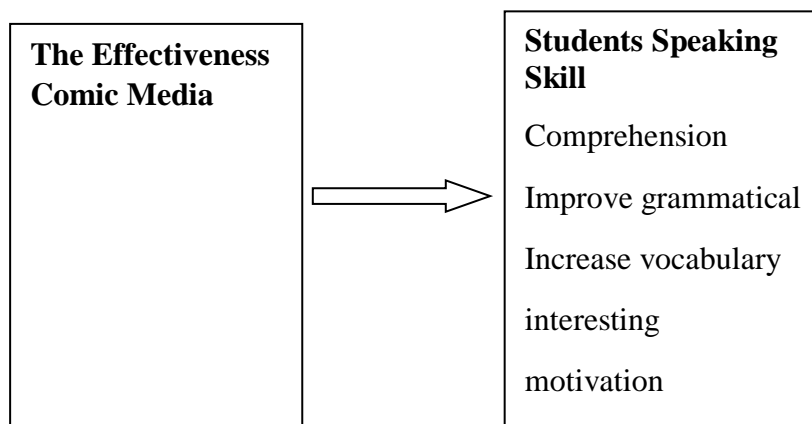 The Effectiveness
Comic Media
Students Speaking
Skill
Comprehension
Improve grammatical
Increase vocabulary
interesting
motivation